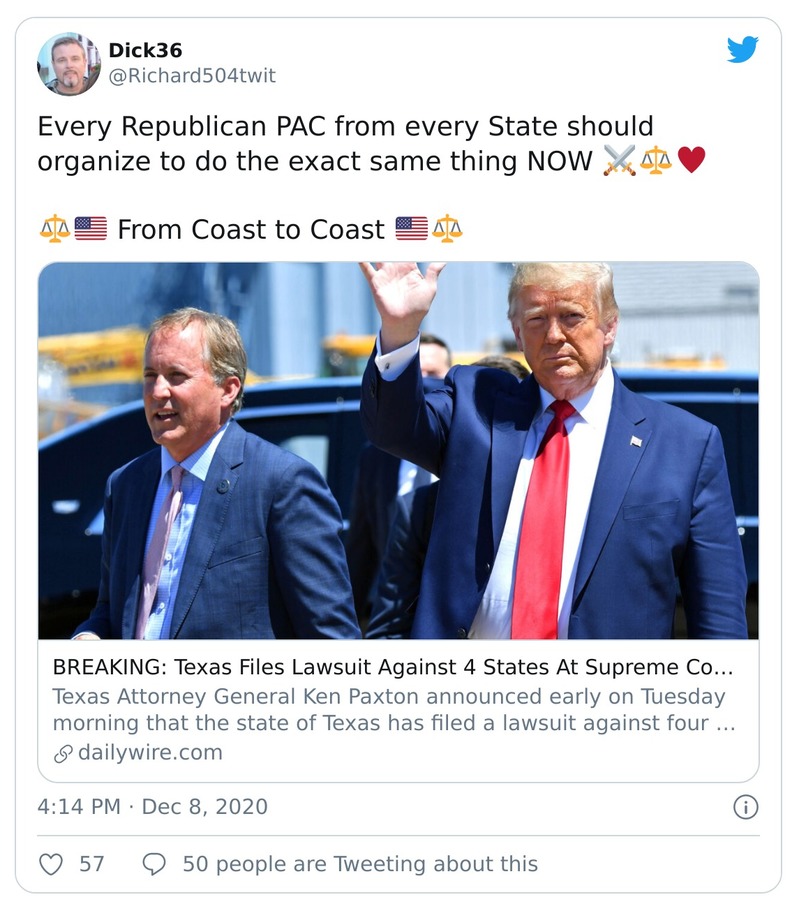 Dick36
@Richard504twit
Every Republican PAC from every State should
organize to do the exact same thing NOW ⚔️⚖️♥️
⚖️🇺🇸 From Coast to Coast 🇺🇸⚖️
BREAKING: Texas Files Lawsuit Against 4 States At Supreme Co…
Texas Attorney General Ken Paxton announced early on Tuesday
morning that the state of Texas has filed a lawsuit against four …
dailywire.com
4:14 PM · Dec 8, 2020
57
50 people are Tweeting about this